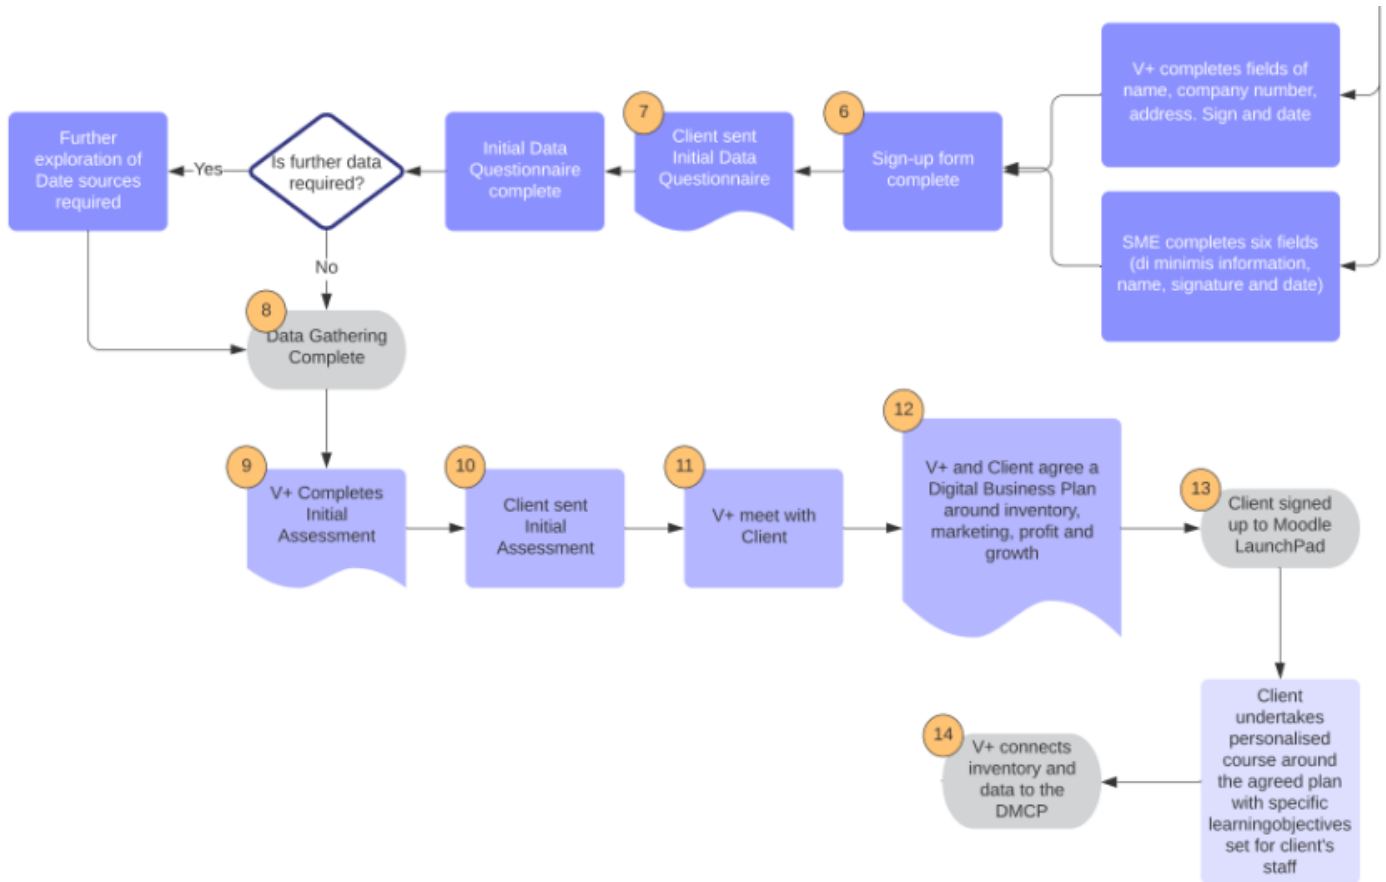 V+ completes fields of
name, company number,
address. Sign and date
SME completes six fields
(di minimis information,
name, signature and date)
6
Sign-up form
complete
7
Client sent
Initial Data
Questionnaire
Initial Data
Questionnaire
complete
Is further data
required?
Yes
Further
exploration of
Date sources
required
No
8
Data Gathering
Complete
9
V+ Completes
Initial
Assessment
10
Client sent
Initial
Assessment
11
V+ meet with
Client
12
V+ and Client agree a
Digital Business Plan
around inventory,
marketing, profit and
growth
13
Client signed
up to Moodle
LaunchPad
Client
undertakes
personalised
course around
the agreed plan
with specific
learningobjectives
set for client's
staff
14
V+ connects
inventory and
data to the
DMCP